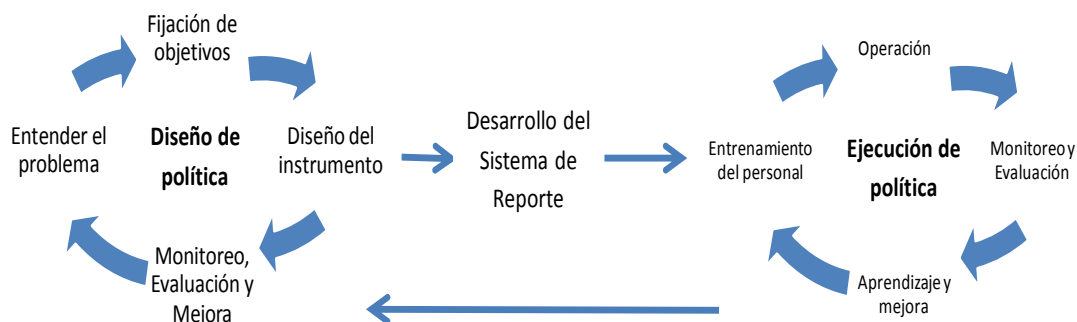 Fijación de
objetivos
Entender el
problema
Diseño de
política
Diseño del
instrumento
Monitoreo,
Evaluación y
Mejora
Desarrollo del
Sistema de
Reporte
Operación
Entrenamiento
del personal
Ejecución de
política
Monitoreo y
Evaluación
Aprendizaje y
mejora